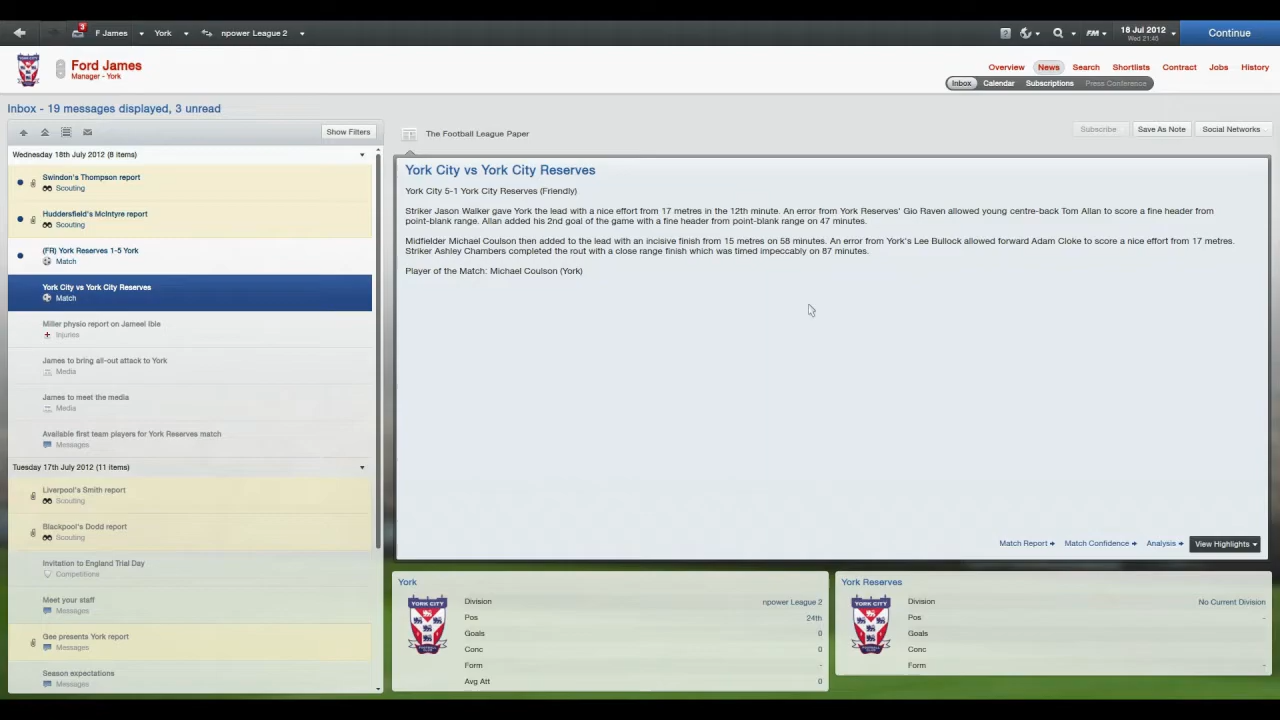 3
F James
York
npower League 2
FM
18 Jul 2012
Wed 21:45
Continue
Ford James
Manager - York
Overview
News
Search
Shortlists
Contract
Jobs
History
Inbox
Calendar
Subscriptions
Press Conference
Inbox - 19 messages displayed, 3 unread
Show Filters
The Football League Paper
Subscribe
Save As Note
Social Networks
Wednesday 18th July 2012 (8 items)
Swindon's Thompson report
Scouting
Huddersfield's McIntyre report
Scouting
(FR) York Reserves 1-5 York
Match
York City vs York City Reserves
Match
Miller physio report on Jameel Ible
Injuries
James to bring all-out attack to York
Media
James to meet the media
Media
Available first team players for York Reserves match
Messages
Tuesday 17th July 2012 (11 items)
Liverpool's Smith report
Scouting
Blackpool's Dodd report
Scouting
Invitation to England Trial Day
Competitions
Meet your staff
Messages
Gee presents York report
Messages
Season expectations
Messages
York City vs York City Reserves
York City 5-1 York City Reserves (Friendly)
Striker Jason Walker gave York the lead with a nice effort from 17 metres in the 12th minute. An error from York Reserves' Gio Raven allowed young centre-back Tom Allan to score a fine header from
point-blank range. Allan added his 2nd goal of the game with a fine header from point-blank range on 47 minutes.
Midfielder Michael Coulson then added to the lead with an incisive finish from 15 metres on 58 minutes. An error from York's Lee Bullock allowed forward Adam Cloke to score a nice effort from 17 metres.
Striker Ashley Chambers completed the rout with a close range finish which was timed impeccably on 87 minutes.
Player of the Match: Michael Coulson (York)
Match Report
Match Confidence
Analysis
View Highlights
York
YORK CITY
Division
npower League 2
Pos
24th
Goals
0
Conc
0
Form
-
Avg Att
0
York Reserves
YORK CITY
Division
No Current Division
Pos
-
Goals
Conc
Form
-